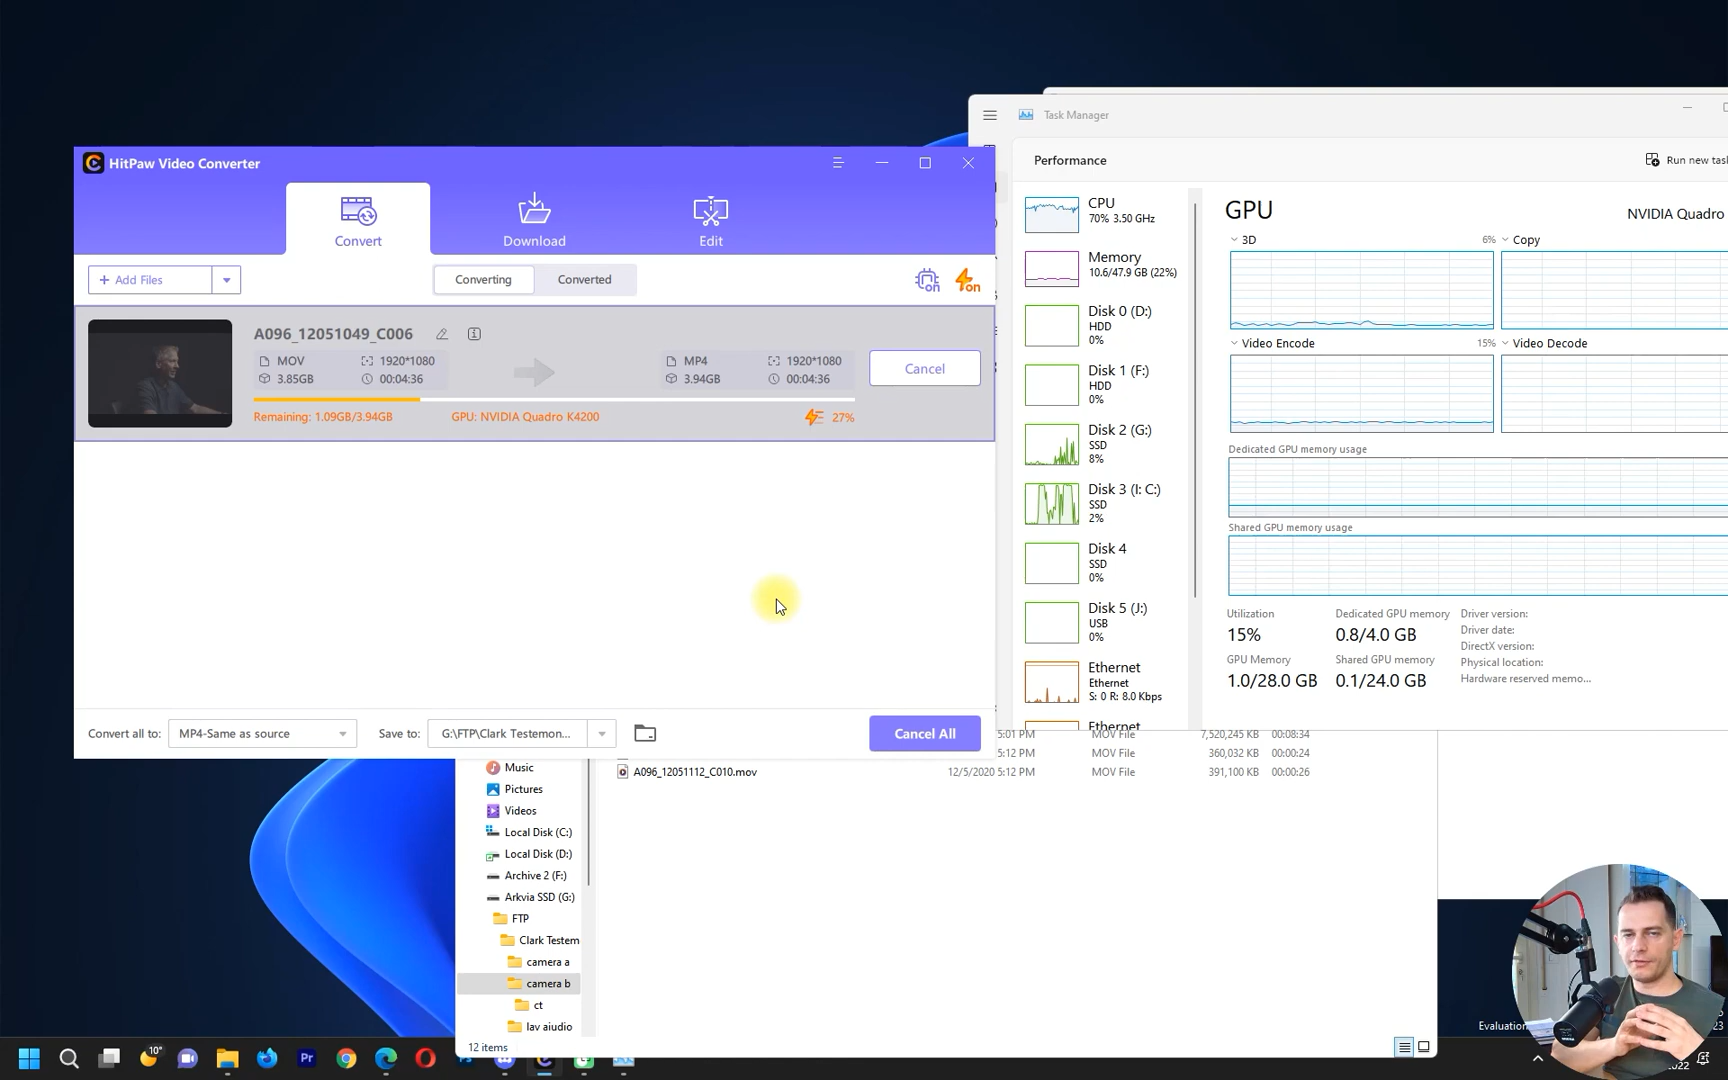 Task Manager
HitPaw Video Converter
Performance
Run new task
Convert
Download
Edit
CPU
70% 3.50 GHz
GPU
NVIDIA Quadro
3D
6%
Copy
Memory
10.6/47.9 GB (22%)
+ Add Files
Converting
Converted
on
on
Disk 0 (D:)
HDD
0%
A096_12051049_C006
MOV
1920*1080
3.85GB
00:04:36
MP4
1920*1080
3.94GB
00:04:36
Cancel
Remaining: 1.09GB/3.94GB
GPU: NVIDIA Quadro K4200
27%
Video Encode
15%
Video Decode
Disk 1 (F:)
HDD
0%
Disk 2 (G:)
SSD
8%
Dedicated GPU memory usage
Disk 3 (I: C:)
SSD
2%
Shared GPU memory usage
Disk 4
SSD
0%
Disk 5 (J:)
USB
0%
Ethernet
Ethernet
S: 0 R: 8.0 Kbps
Ethernet
Utilization
15%
Dedicated GPU memory
0.8/4.0 GB
GPU Memory
1.0/28.0 GB
Shared GPU memory
0.1/24.0 GB
Driver version:
Driver date:
DirectX version:
Physical location:
Hardware reserved memo...
Convert all to:
MP4-Same as source
Save to:
G:\FTP\Clark Testemon...
Cancel All
5:01 PM MOV File 7,520,245 KB 00:08:34
5:12 PM MOV File 360,032 KB 00:00:24
A096_12051112_C010.mov 12/5/2020 5:12 PM MOV File 391,100 KB 00:00:26
Music
Pictures
Videos
Local Disk (C:)
Local Disk (D:)
Archive 2 (F:)
Arkvia SSD (G:)
FTP
Clark Testem
camera a
camera b
ct
lav aiudio
12 items
Evaluation
10°
Pr